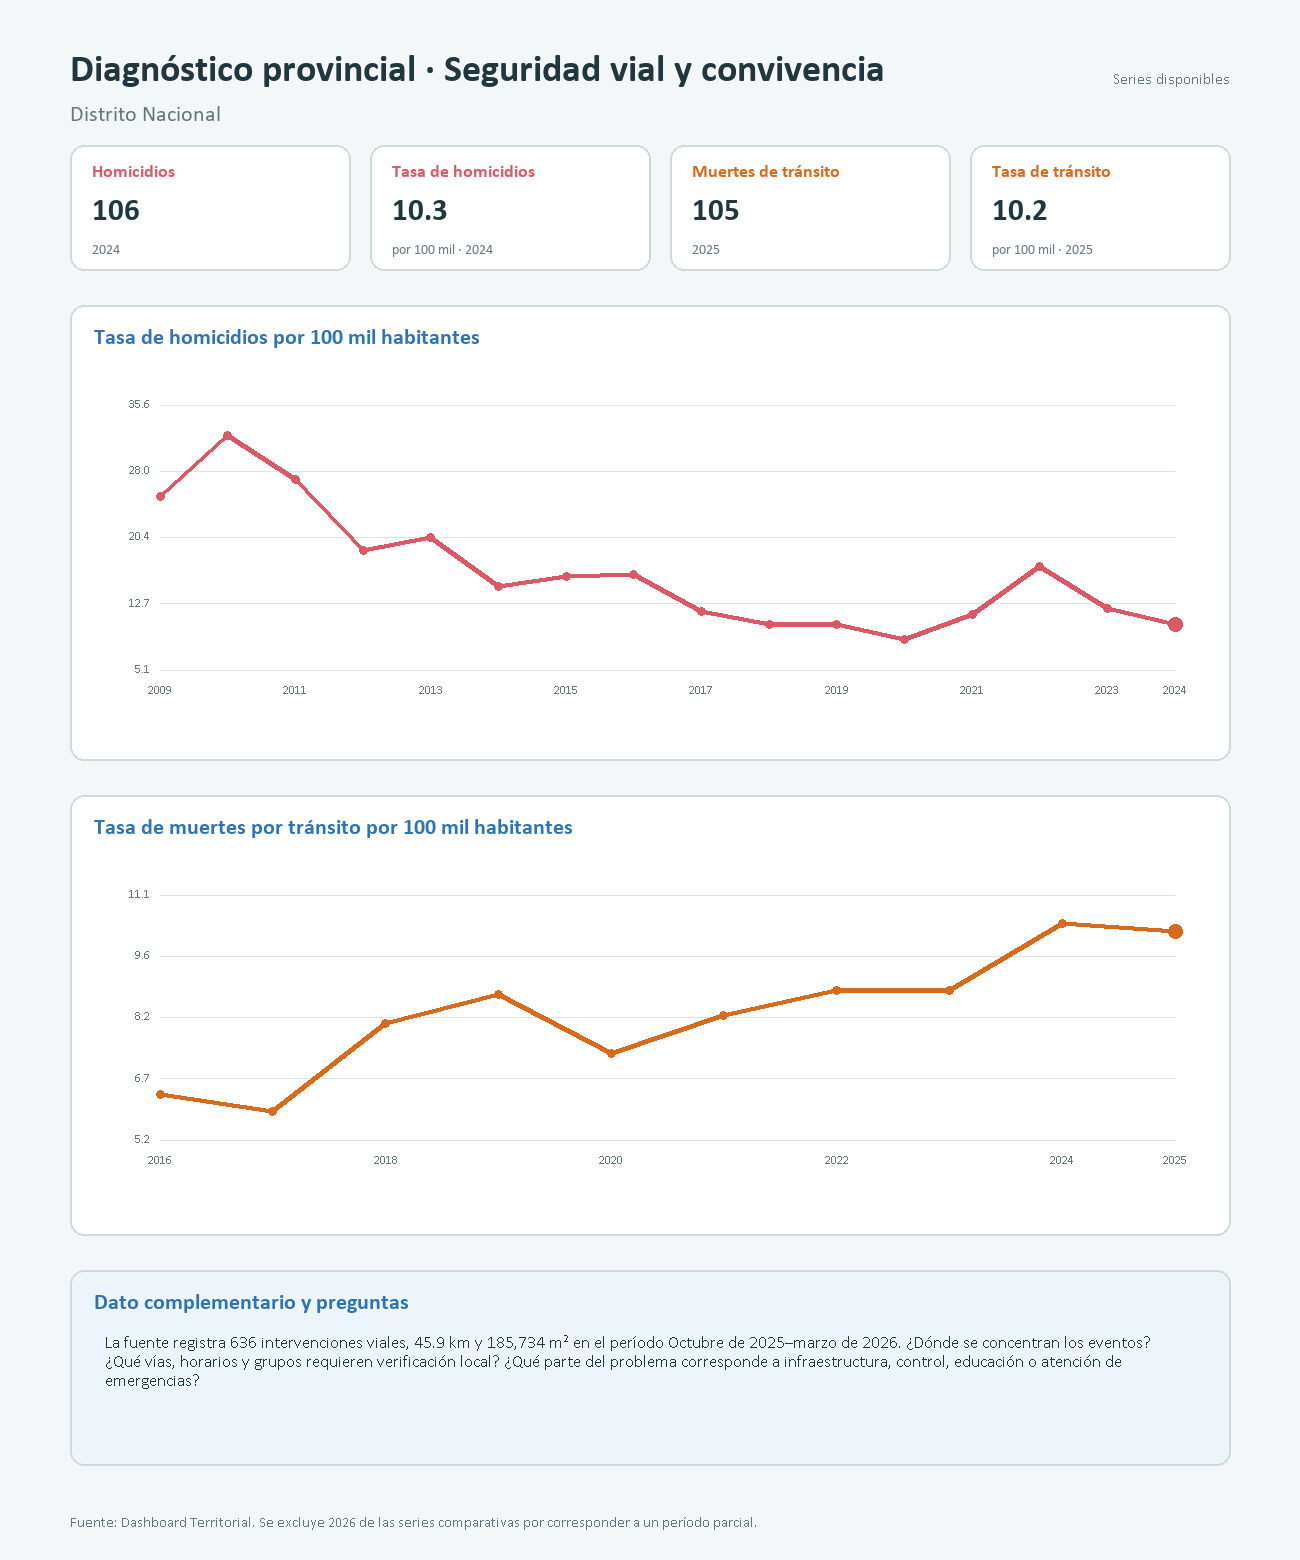 Diagnóstico provincial · Seguridad vial y convivencia
Series disponibles
Distrito Nacional
Homicidios
106
2024
Tasa de homicidios
10.3
por 100 mil · 2024
Muertes de tránsito
105
2025
Tasa de tránsito
10.2
por 100 mil · 2025
Tasa de homicidios por 100 mil habitantes
35.6
28.0
20.4
12.7
5.1
2009 2011 2013 2015 2017 2019 2021 2023 2024
Tasa de muertes por tránsito por 100 mil habitantes
11.1
9.6
8.2
6.7
5.2
2016 2018 2020 2022 2024 2025
Dato complementario y preguntas
La fuente registra 636 intervenciones viales, 45.9 km y 185,734 m² en el período Octubre de 2025–marzo de 2026. ¿Dónde se concentran los eventos?
¿Qué vías, horarios y grupos requieren verificación local? ¿Qué parte del problema corresponde a infraestructura, control, educación o atención de
emergencias?
Fuente: Dashboard Territorial. Se excluye 2026 de las series comparativas por corresponder a un período parcial.